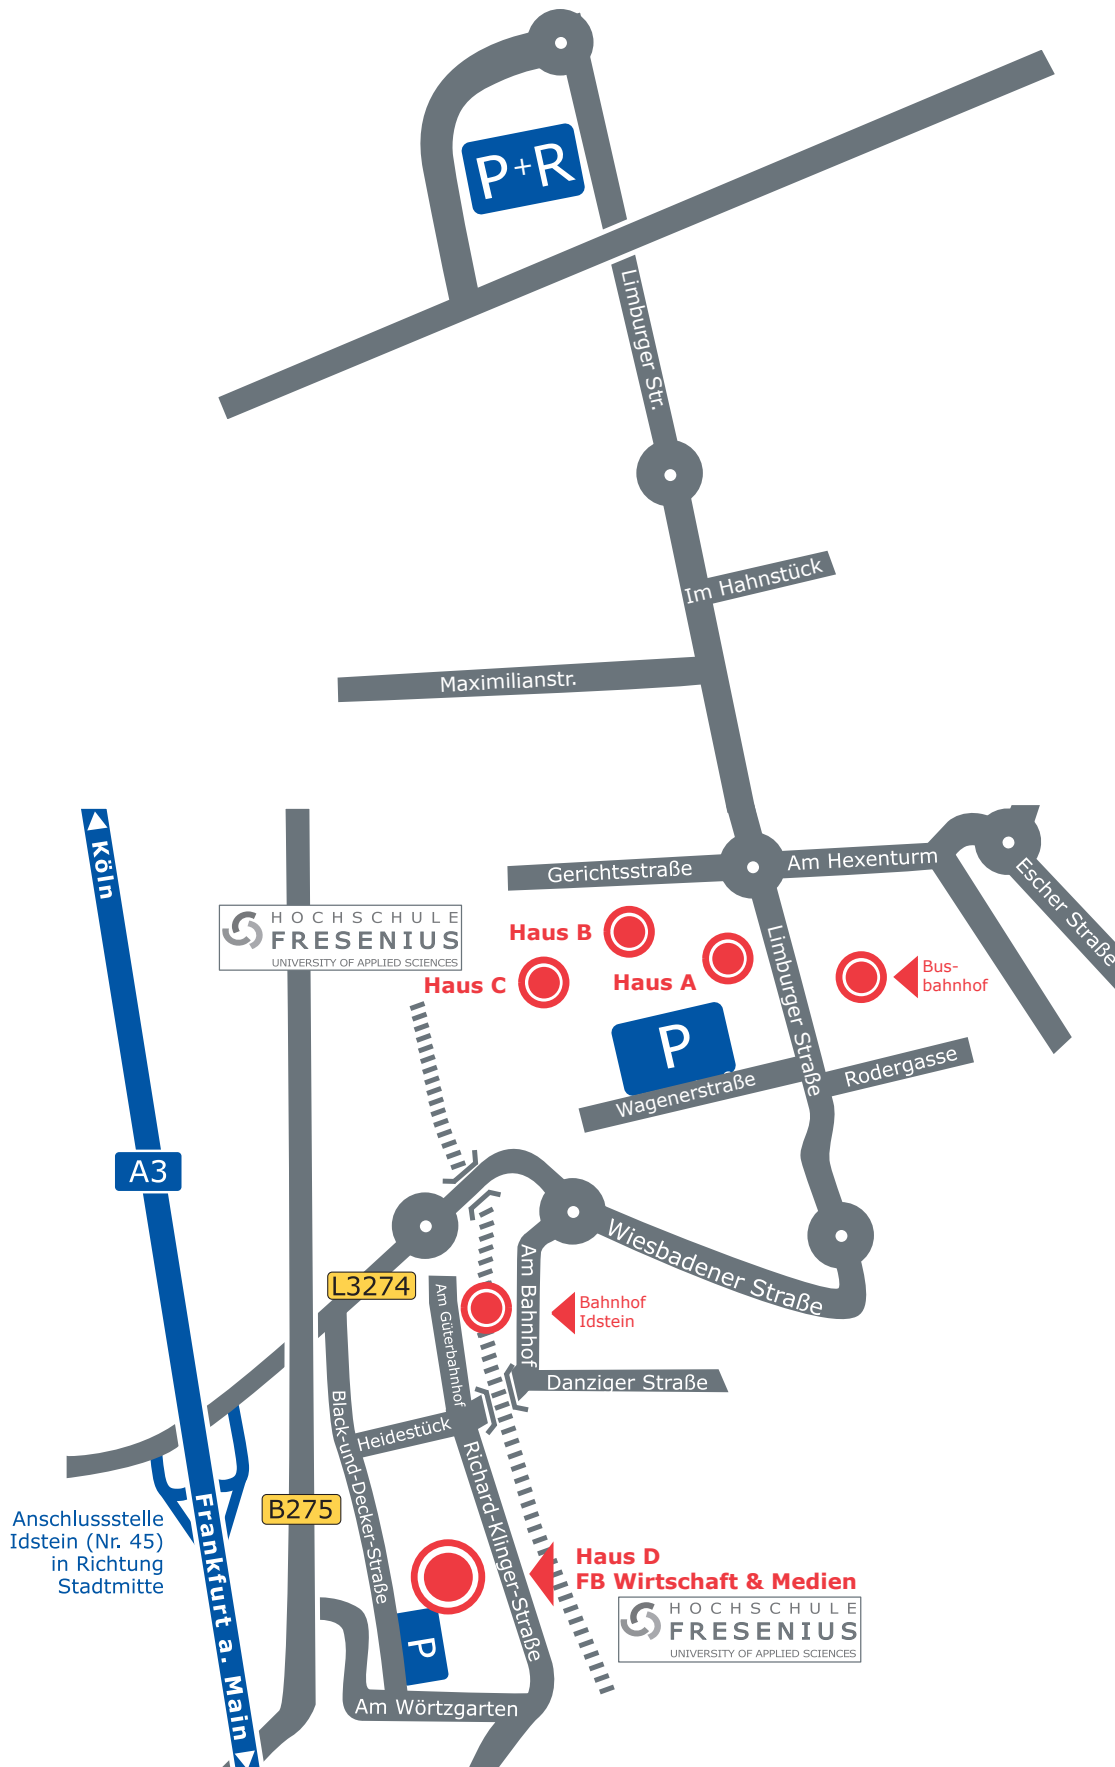 P+R
Limburger Str.
Im Hahnstück
Maximilianstr.
Gerichtsstraße
Am Hexenturm
Escher Straße
Köln
HOCHSCHULE
FRESENIUS
UNIVERSITY OF APPLIED SCIENCES
Haus B
Haus C
Haus A
Limburger Straße
Bus-
bahnhof
P
Wagenerstraße
Rodergasse
A3
Wiesbadener Straße
L3274
Am Güterbahnhof
Am Bahnhof
Bahnhof
Idstein
Danziger Straße
Black-und-Decker-Straße
Heidestück
Richard-Klinger-Straße
B275
Anschlussstelle
Idstein (Nr. 45)
in Richtung
Stadtmitte
Frankfurt a. Main
Haus D
FB Wirtschaft & Medien
HOCHSCHULE
FRESENIUS
UNIVERSITY OF APPLIED SCIENCES
P
Am Wörtzgarten